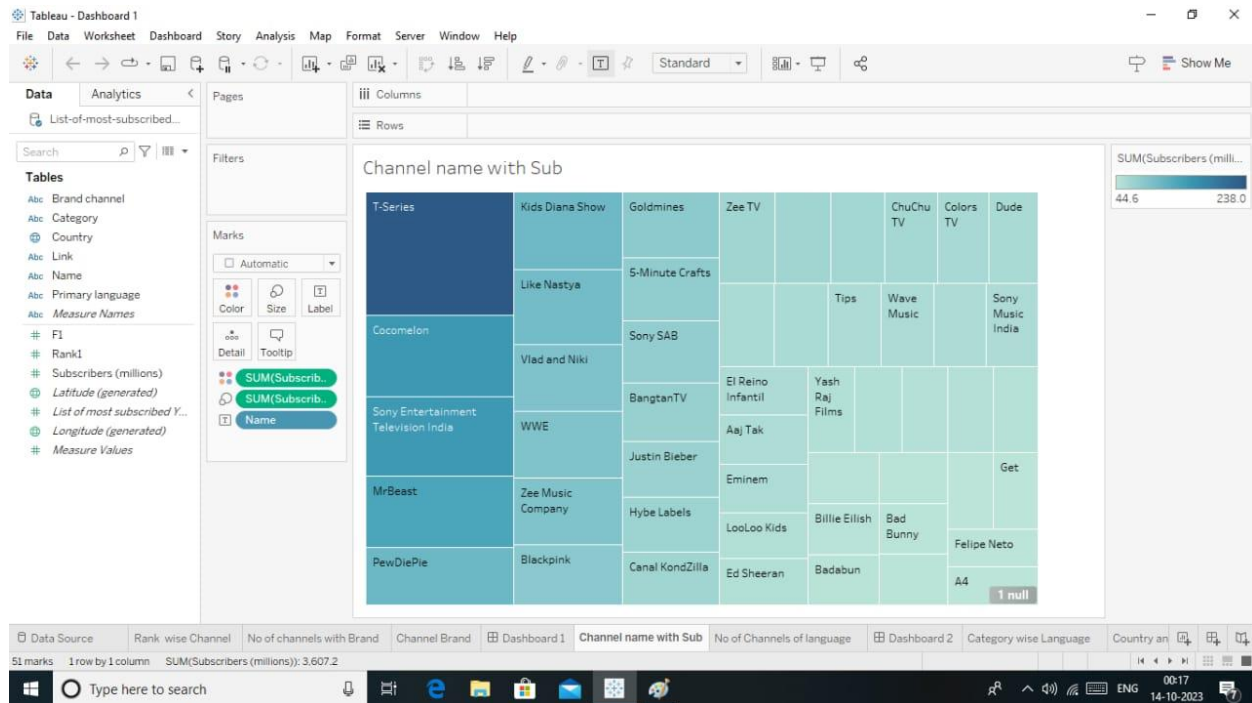 Tableau - Dashboard 1
File Data Worksheet Dashboard Story Analysis Map Format Server Window Help
Standard
Show Me
Data Analytics
List-of-most-subscribed...
Search
Tables
Abc Brand channel
Abc Category
Country
Abc Link
Abc Name
Abc Primary language
Abc Measure Names
# F1
# Rank1
# Subscribers (millions)
Latitude (generated)
# List of most subscribed Y...
Longitude (generated)
# Measure Values
Pages
Filters
Marks
Automatic
Color Size Label
Detail Tooltip
SUM(Subscrib..
SUM(Subscrib..
Name
Columns
Rows
Channel name with Sub
T-Series
Cocomelon
Sony Entertainment
Television India
MrBeast
PewDiePie
Kids Diana Show
Like Nastya
Vlad and Niki
WWE
Zee Music
Company
Blackpink
Goldmines
5-Minute Crafts
Sony SAB
BangtanTV
Justin Bieber
Hybe Labels
Canal KondZilla
Zee TV
ChuChu
TV
Colors
TV
Dude
Tips
Wave
Music
Sony
Music
India
El Reino
Infantil
Aaj Tak
Eminem
LooLoo Kids
Ed Sheeran
Yash
Raj
Films
Billie Eilish
Badabun
Bad
Bunny
Get
Felipe Neto
A4
1 null
SUM(Subscribers (milli...
44.6 238.0
Data Source Rank wise Channel No of channels with Brand Channel Brand Dashboard 1 Channel name with Sub No of Channels of language Dashboard 2 Category wise Language Country an
51 marks 1 row by 1 column SUM(Subscribers (millions)): 3,607.2
Type here to search
ENG
00:17
14-10-2023
7